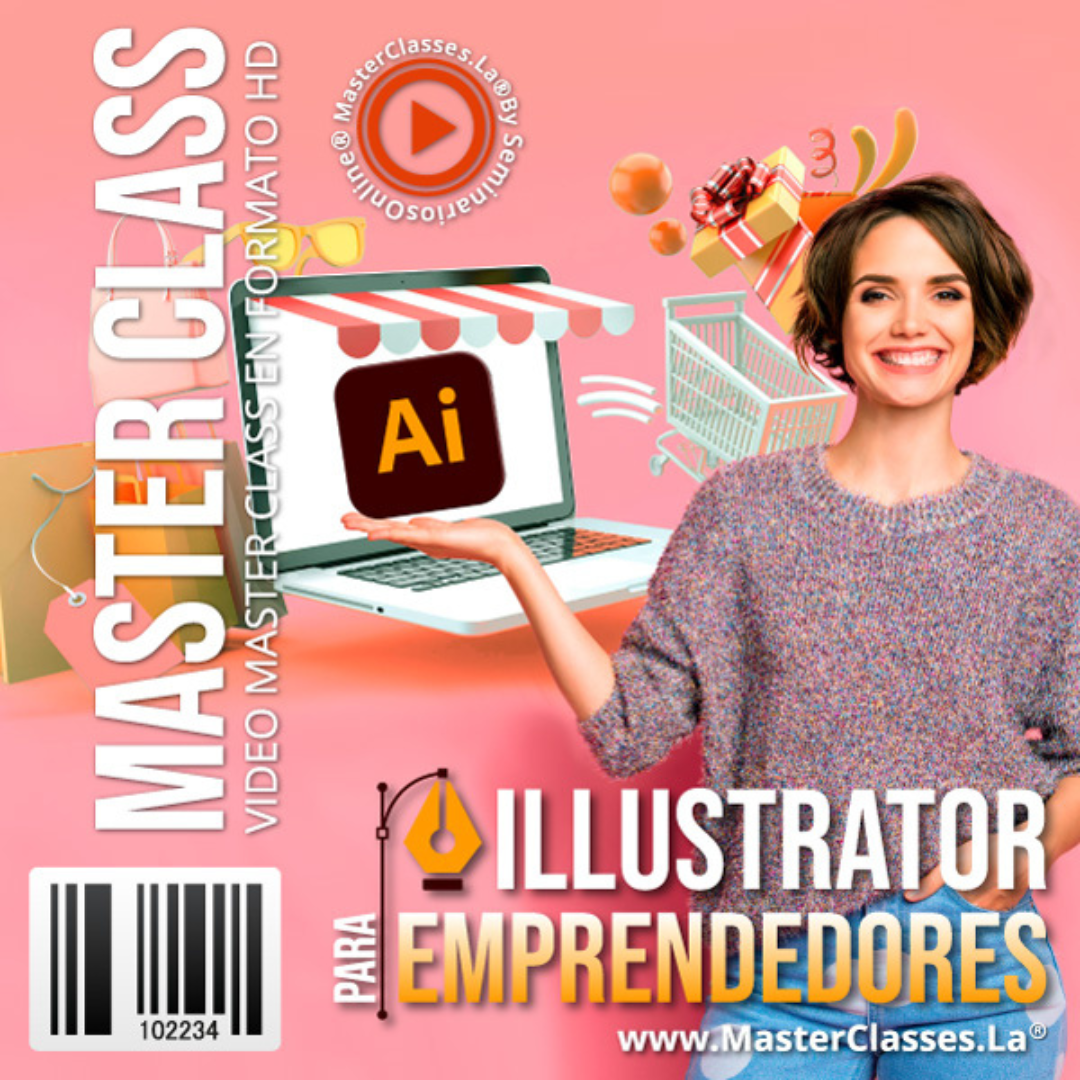 MASTER CLASS
VIDEO MASTER CLASS EN FORMATO HD
MasterClasses.La® By SeminariosOnline®
Ai
ILLUSTRATOR
PARA
EMPRENDEDORES
102234
www.MasterClasses.La®